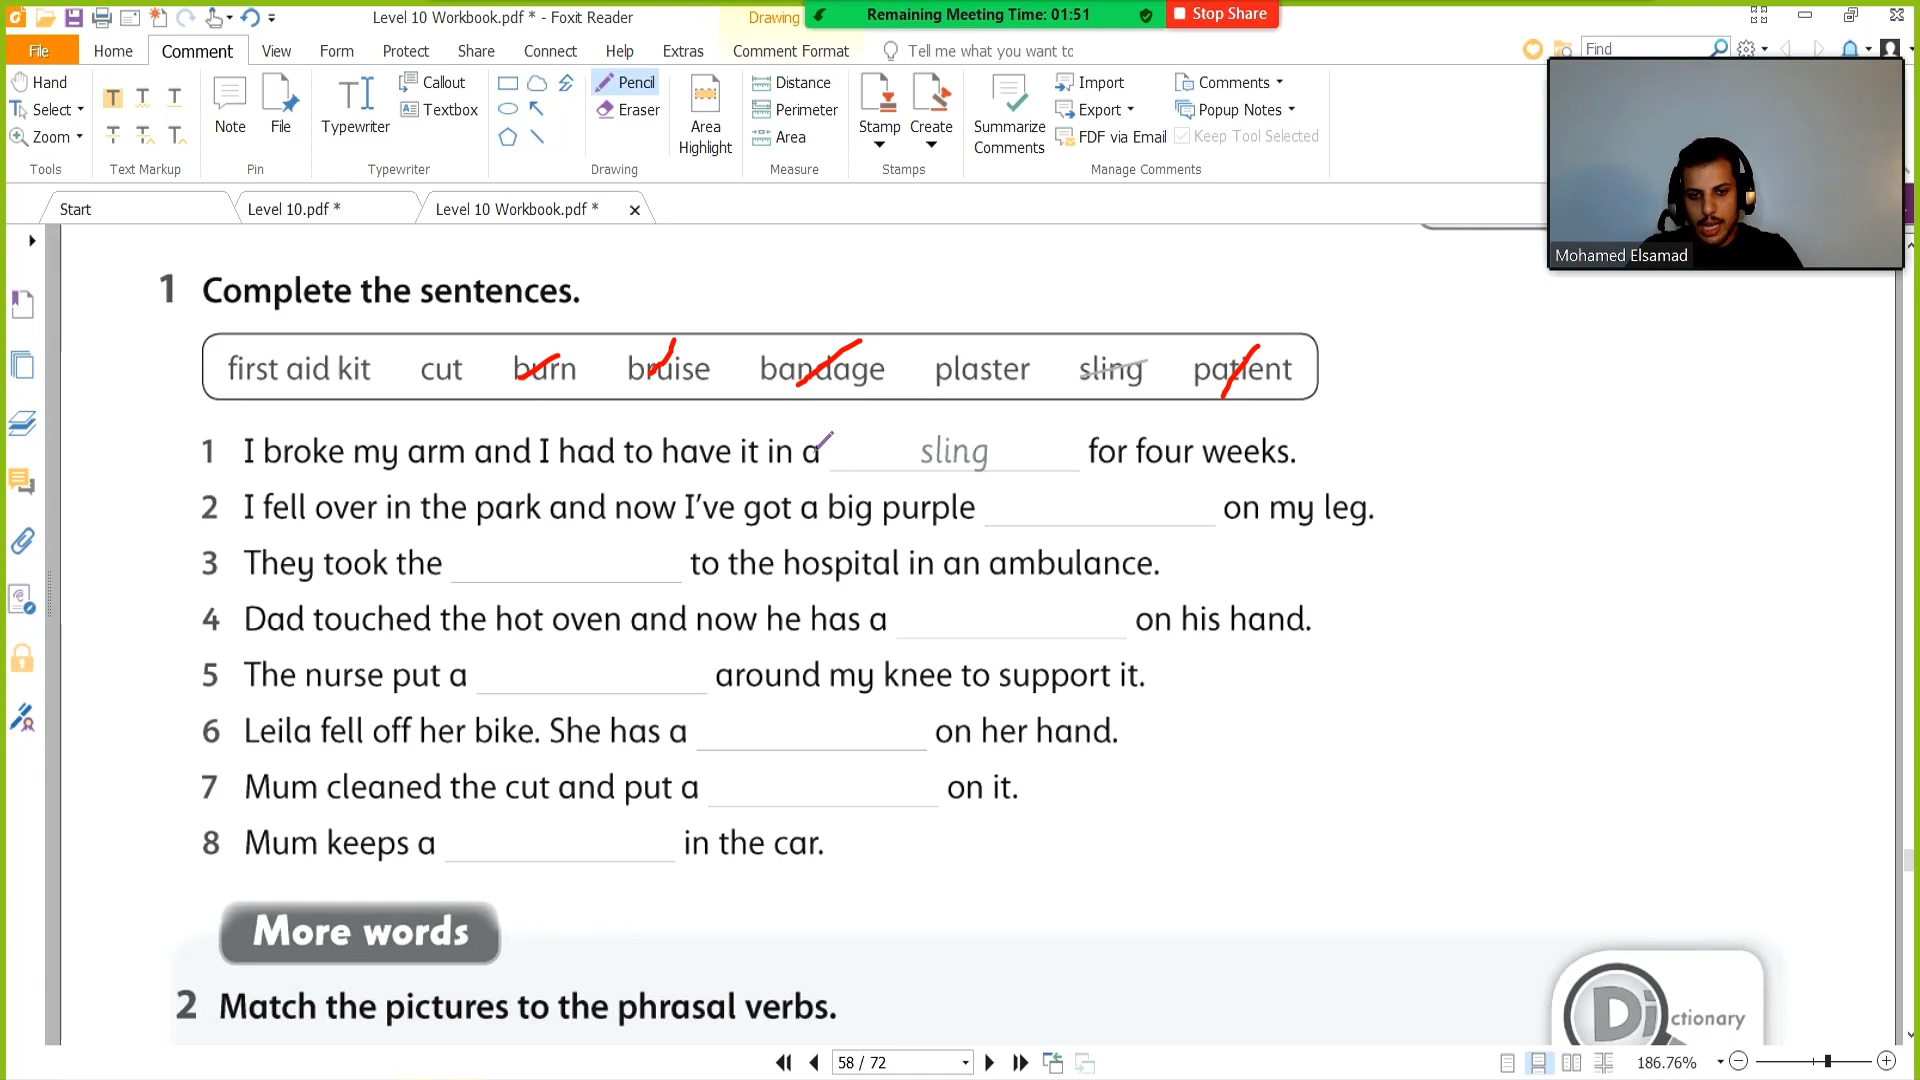 Level 10 Workbook.pdf * - Foxit Reader
Drawing
Remaining Meeting Time: 01:51
Stop Share
File
Home
Comment
View
Form
Protect
Share
Connect
Help
Extras
Comment Format
Tell me what you want to
Find
Hand
Select
Zoom
Tools
Text Markup
Note
File
Pin
Typewriter
Callout
Textbox
Typewriter
Pencil
Eraser
Area
Highlight
Drawing
Distance
Perimeter
Area
Measure
Stamp
Create
Stamps
Summarize
Comments
Import
Export
FDF via Email
Comments
Popup Notes
Keep Tool Selected
Manage Comments
Mohamed Elsamad
Start
Level 10.pdf *
Level 10 Workbook.pdf *
1 Complete the sentences.
first aid kit cut burn bruise bandage plaster sling patient
1 I broke my arm and I had to have it in a sling for four weeks.
2 I fell over in the park and now I've got a big purple on my leg.
3 They took the to the hospital in an ambulance.
4 Dad touched the hot oven and now he has a on his hand.
5 The nurse put a around my knee to support it.
6 Leila fell off her bike. She has a on her hand.
7 Mum cleaned the cut and put a on it.
8 Mum keeps a in the car.
More words
2 Match the pictures to the phrasal verbs.
Dictionary
58 / 72
186.76%